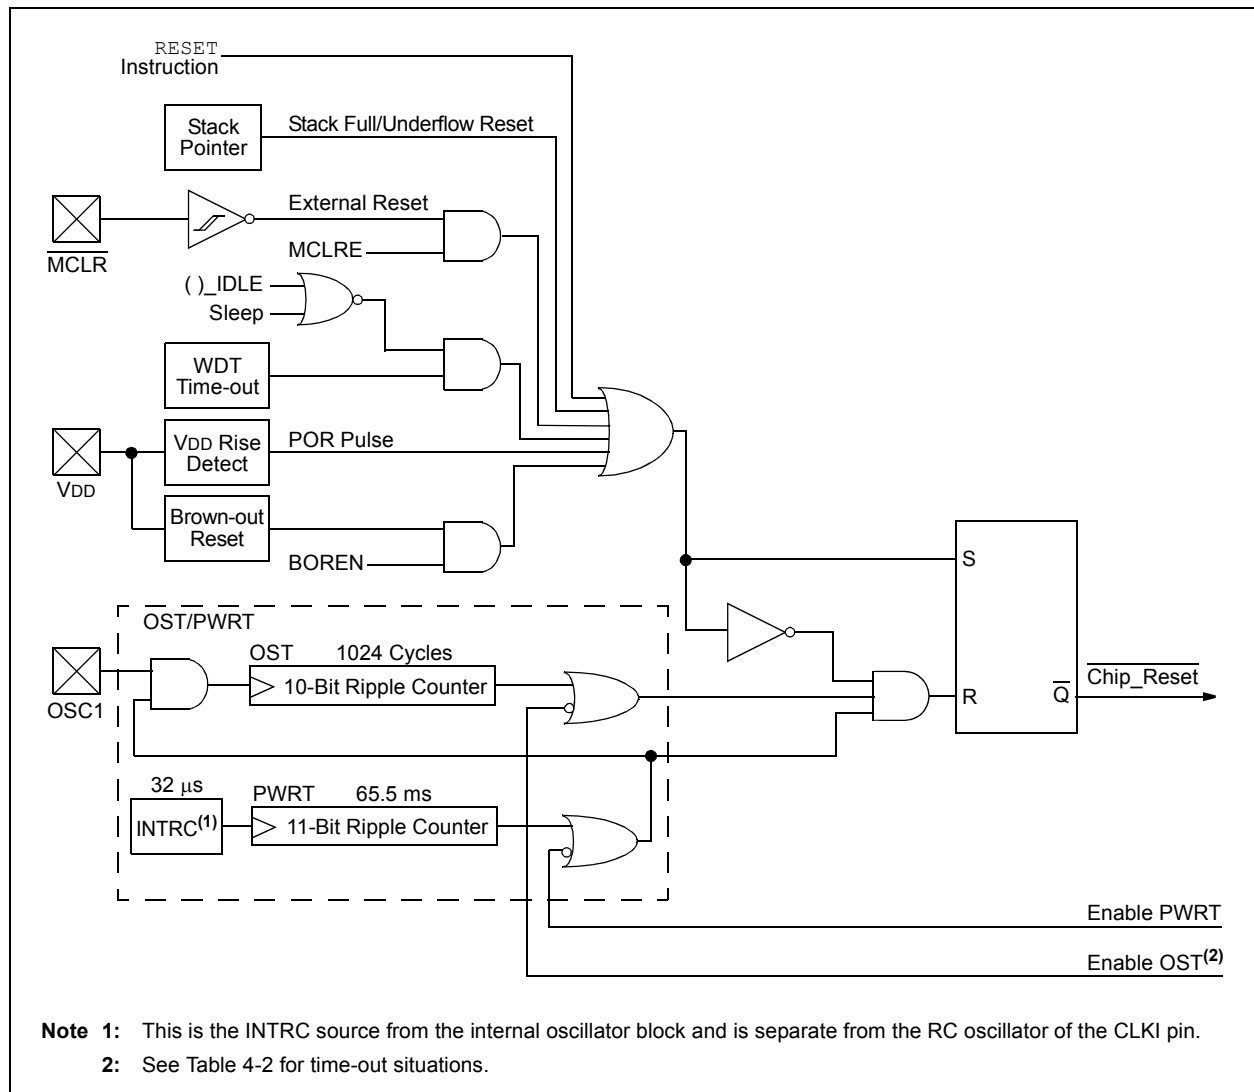 RESET
Instruction
Stack
Pointer
Stack Full/Underflow Reset
External Reset
MCLR
MCLRE
( )_IDLE
Sleep
WDT
Time-out
VDD Rise
Detect
POR Pulse
VDD
Brown-out
Reset
BOREN
S
OST/PWRT
OST 1024 Cycles
10-Bit Ripple Counter
OSC1
R
Q
Chip_Reset
32 μs
INTRC(1)
PWRT 65.5 ms
11-Bit Ripple Counter
Enable PWRT
Enable OST(2)
Note 1: This is the INTRC source from the internal oscillator block and is separate from the RC oscillator of the CLKI pin.
2: See Table 4-2 for time-out situations.